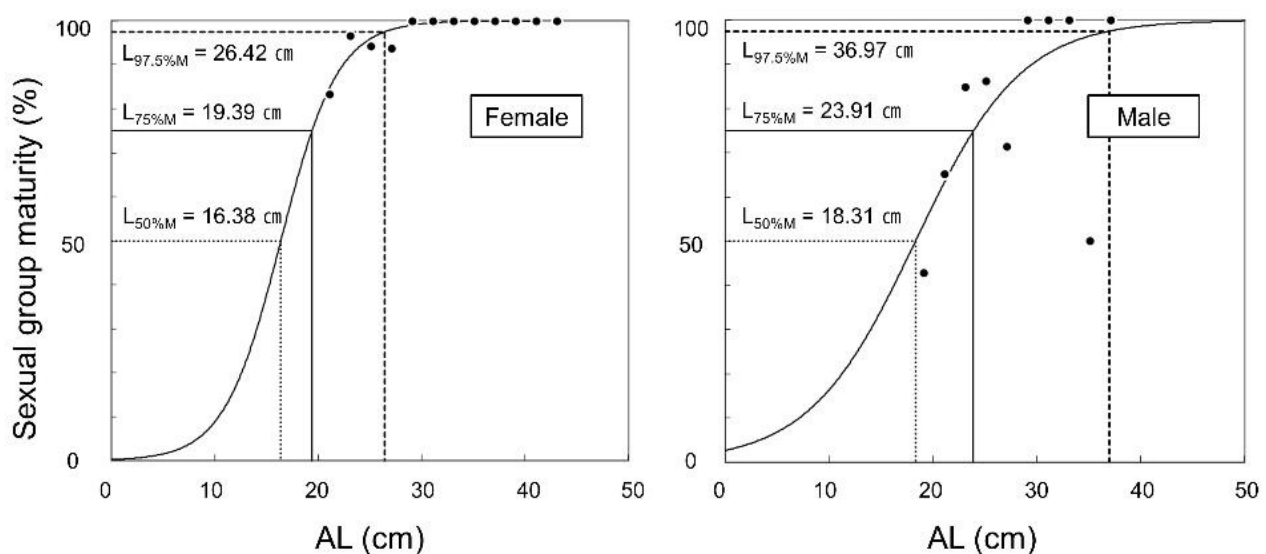 Sexual group maturity (%)
100
50
0
L97.5%M = 26.42 ㎝
L75%M = 19.39 ㎝
L50%M = 16.38 ㎝
Female
0 10 20 30 40 50
AL (cm)
100
50
0
L97.5%M = 36.97 ㎝
L75%M = 23.91 ㎝
L50%M = 18.31 ㎝
Male
0 10 20 30 40 50
AL (cm)